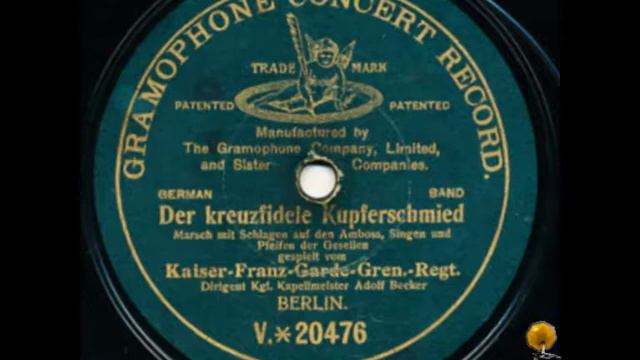 GRAMOPHONE CONCERT RECORD.
TRADE MARK
PATENTED PATENTED
Manufactured by
The Gramophone Company, Limited,
and Sister Companies.
GERMAN BAND
Der kreuzfidele Kupferschmied
Marsch mit Schlagen auf den Amboss, Singen und
Pfeifen der Gesellen
gespielt vom
Kaiser-Franz-Garde-Gren.-Regt.
Dirigent Kgl. Kapellmeister Adolf Becker
BERLIN.
V.*20476